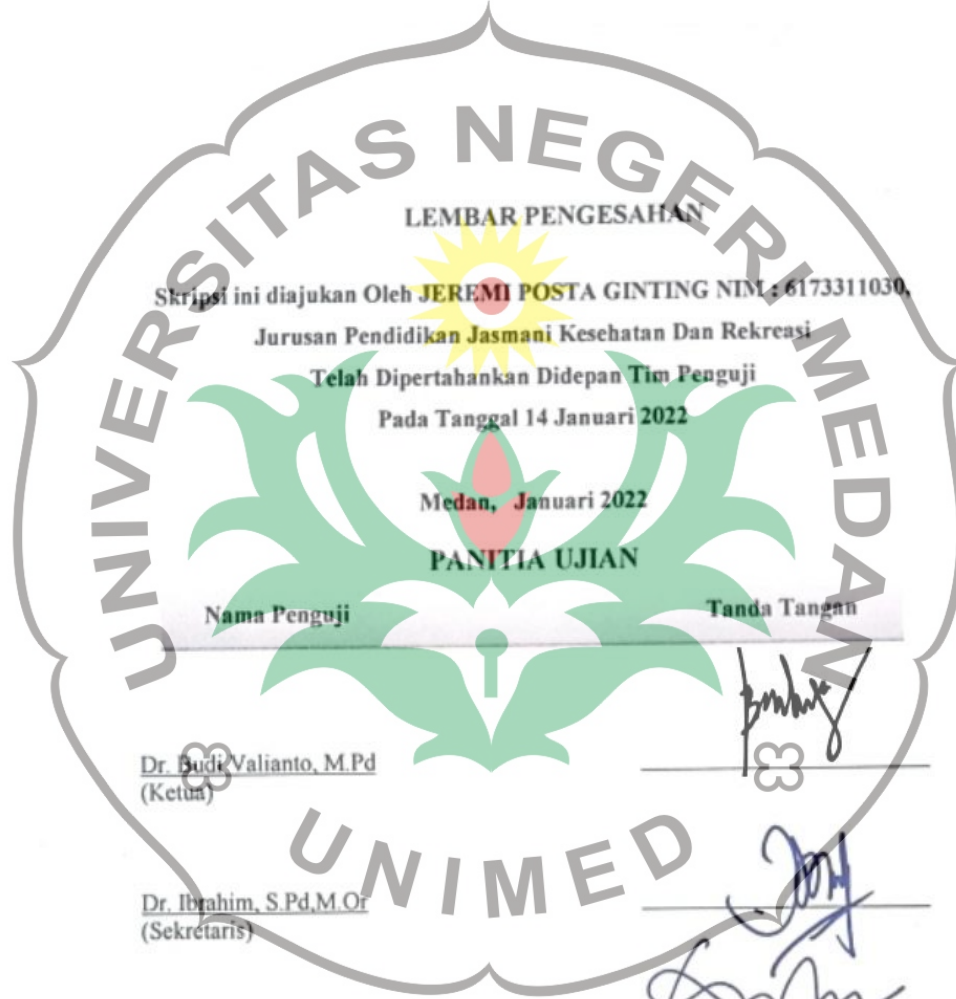 UNIVERSITAS NEGERI MEDAN
LEMBAR PENGESAHAN
Skripsi ini diajukan Oleh JEREMI POSTA GINTING NIM : 6173311030,
Jurusan Pendidikan Jasmani Kesehatan Dan Rekreasi
Telah Dipertahankan Didepan Tim Penguji
Pada Tanggal 14 Januari 2022
Medan, Januari 2022
PANITIA UJIAN
Nama Penguji Tanda Tangan
Dr. Budi Valianto, M.Pd
(Ketua)
UNIMED
Dr. Ibrahim, S.Pd,M.Or
(Sekretaris)